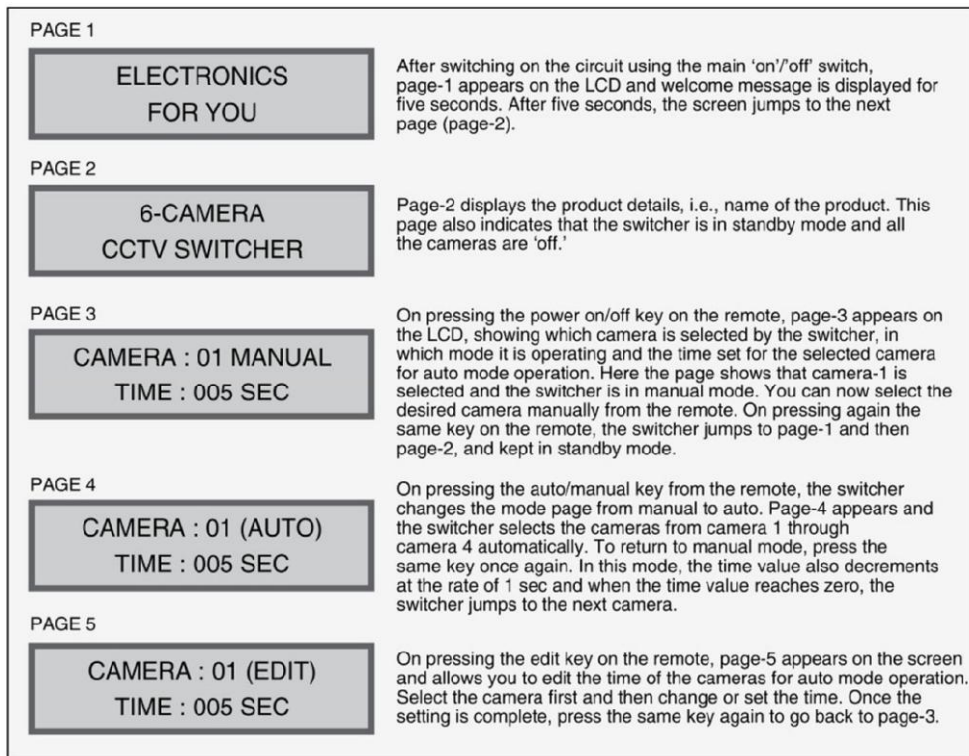 PAGE 1
ELECTRONICS
FOR YOU
After switching on the circuit using the main ‘on’/’off’ switch,
page-1 appears on the LCD and welcome message is displayed for
five seconds. After five seconds, the screen jumps to the next
page (page-2).
PAGE 2
6-CAMERA
CCTV SWITCHER
Page-2 displays the product details, i.e., name of the product. This
page also indicates that the switcher is in standby mode and all
the cameras are ‘off.’
PAGE 3
CAMERA : 01 MANUAL
TIME : 005 SEC
On pressing the power on/off key on the remote, page-3 appears on
the LCD, showing which camera is selected by the switcher, in
which mode it is operating and the time set for the selected camera
for auto mode operation. Here the page shows that camera-1 is
selected and the switcher is in manual mode. You can now select the
desired camera manually from the remote. On pressing again the
same key on the remote, the switcher jumps to page-1 and then
page-2, and kept in standby mode.
PAGE 4
CAMERA : 01 (AUTO)
TIME : 005 SEC
On pressing the auto/manual key from the remote, the switcher
changes the mode page from manual to auto. Page-4 appears and
the switcher selects the cameras from camera 1 through
camera 4 automatically. To return to manual mode, press the
same key once again. In this mode, the time value also decrements
at the rate of 1 sec and when the time value reaches zero, the
switcher jumps to the next camera.
PAGE 5
CAMERA : 01 (EDIT)
TIME : 005 SEC
On pressing the edit key on the remote, page-5 appears on the screen
and allows you to edit the time of the cameras for auto mode operation.
Select the camera first and then change or set the time. Once the
setting is complete, press the same key again to go back to page-3.